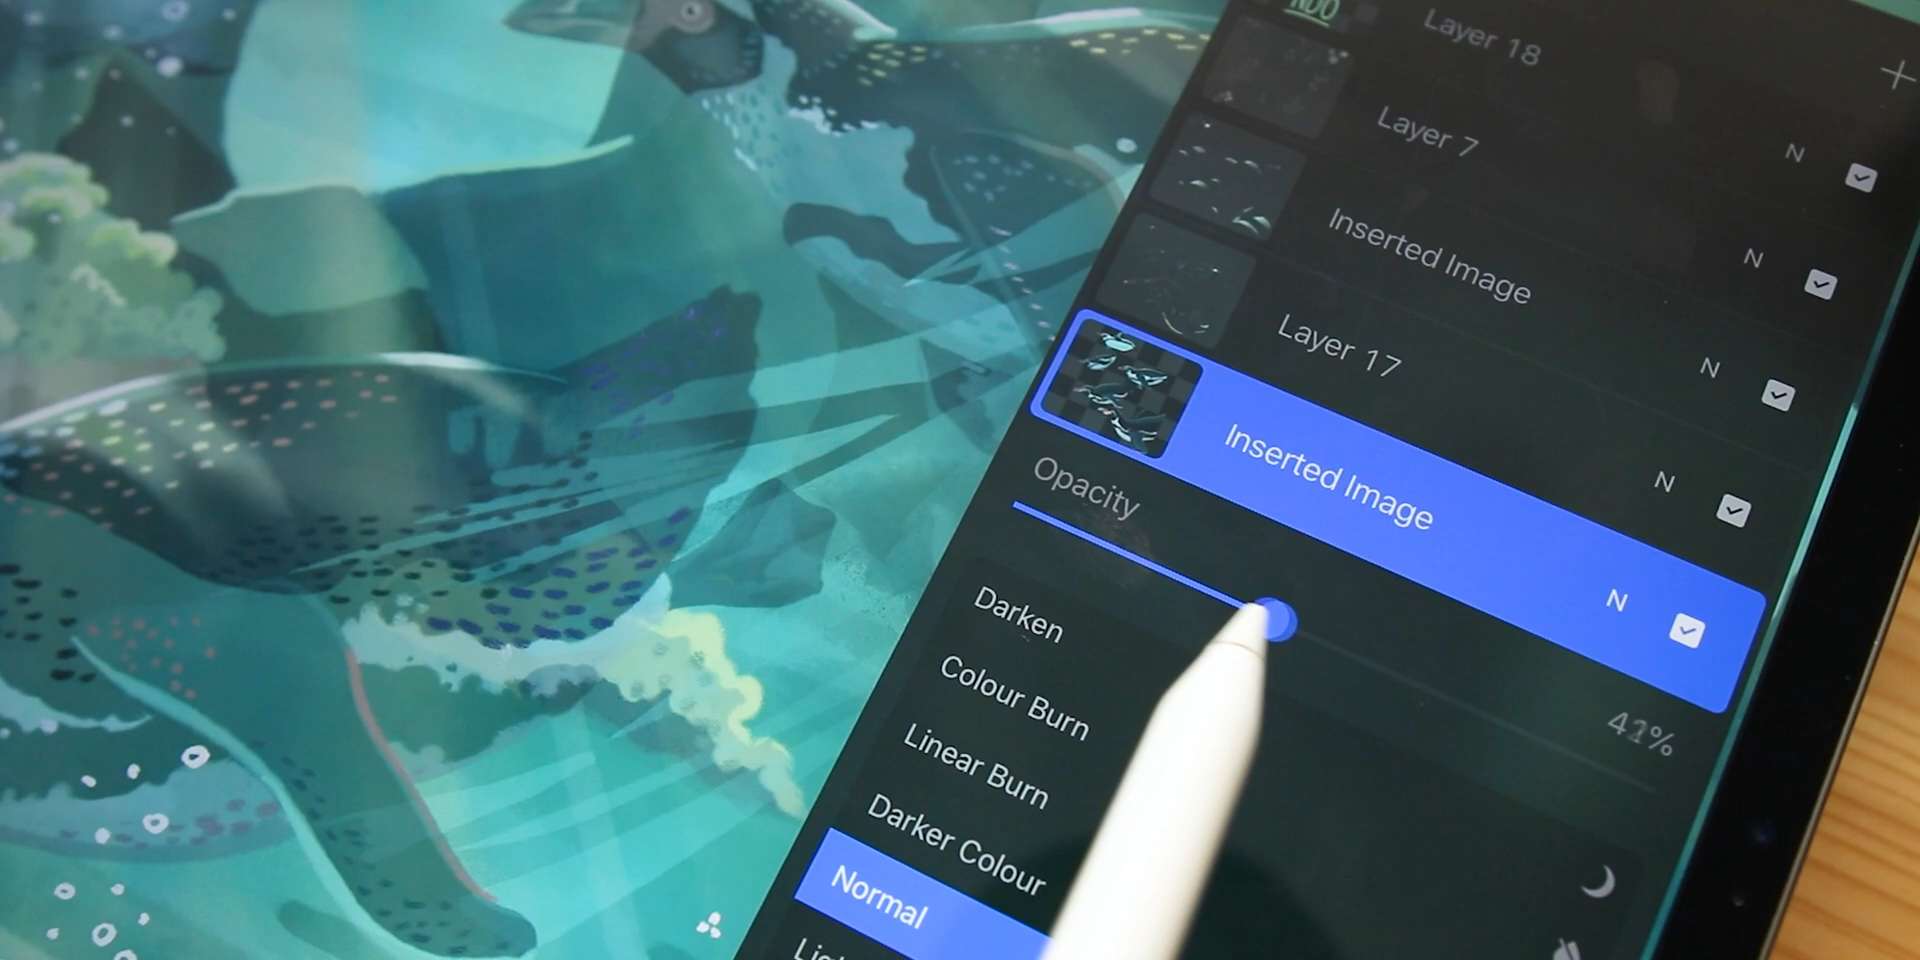 Layer 18
Layer 7
N
Inserted Image
N
Layer 17
N
Inserted Image
N
N
Opacity
Darken
Colour Burn
Linear Burn
Darker Colour
Normal